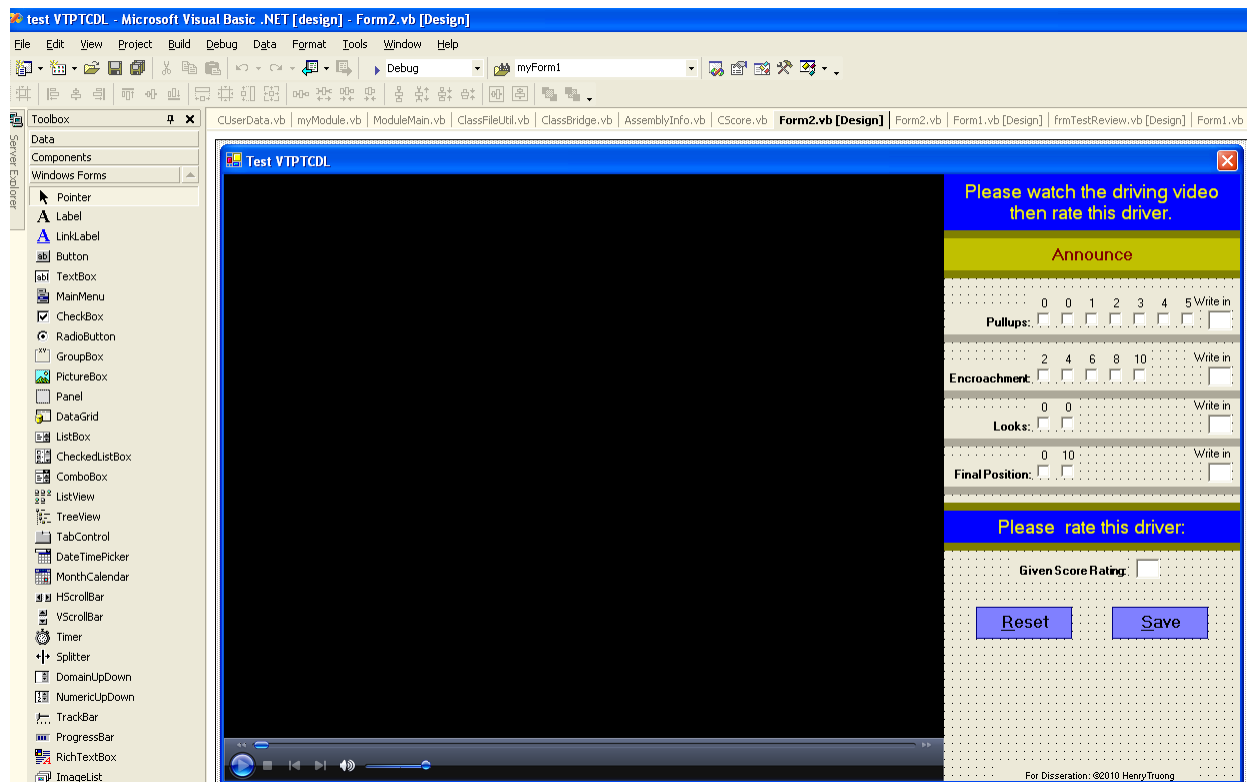 test VTPTCDL - Microsoft Visual Basic .NET [design] - Form2.vb [Design]
File Edit View Project Build Debug Data Format Tools Window Help
Debug myForm1
Toolbox
CUserData.vb myModule.vb ModuleMain.vb ClassFileUtil.vb ClassBridge.vb AssemblyInfo.vb CScore.vb Form2.vb [Design] Form2.vb Form1.vb [Design] frmTestReview.vb [Design] Form1.vb
Server Explorer
Data
Components
Windows Forms
Pointer
A Label
A LinkLabel
ab Button
abl TextBox
MainMenu
CheckBox
RadioButton
XY GroupBox
PictureBox
Panel
DataGrid
ListBox
CheckedListBox
ComboBox
ListView
TreeView
TabControl
DateTimePicker
MonthCalendar
HScrollBar
VScrollBar
Timer
Splitter
DomainUpDown
NumericUpDown
TrackBar
ProgressBar
RichTextBox
ImageList
Test VTPTCDL
Please watch the driving video
then rate this driver.
Announce
0 0 1 2 3 4 5 Write in
Pullups:
2 4 6 8 10 Write in
Encroachment:
0 0 Write in
Looks:
0 10 Write in
Final Position:
Please rate this driver:
Given Score Rating:
Reset Save
For Disseration: ©2010 HenryTruong